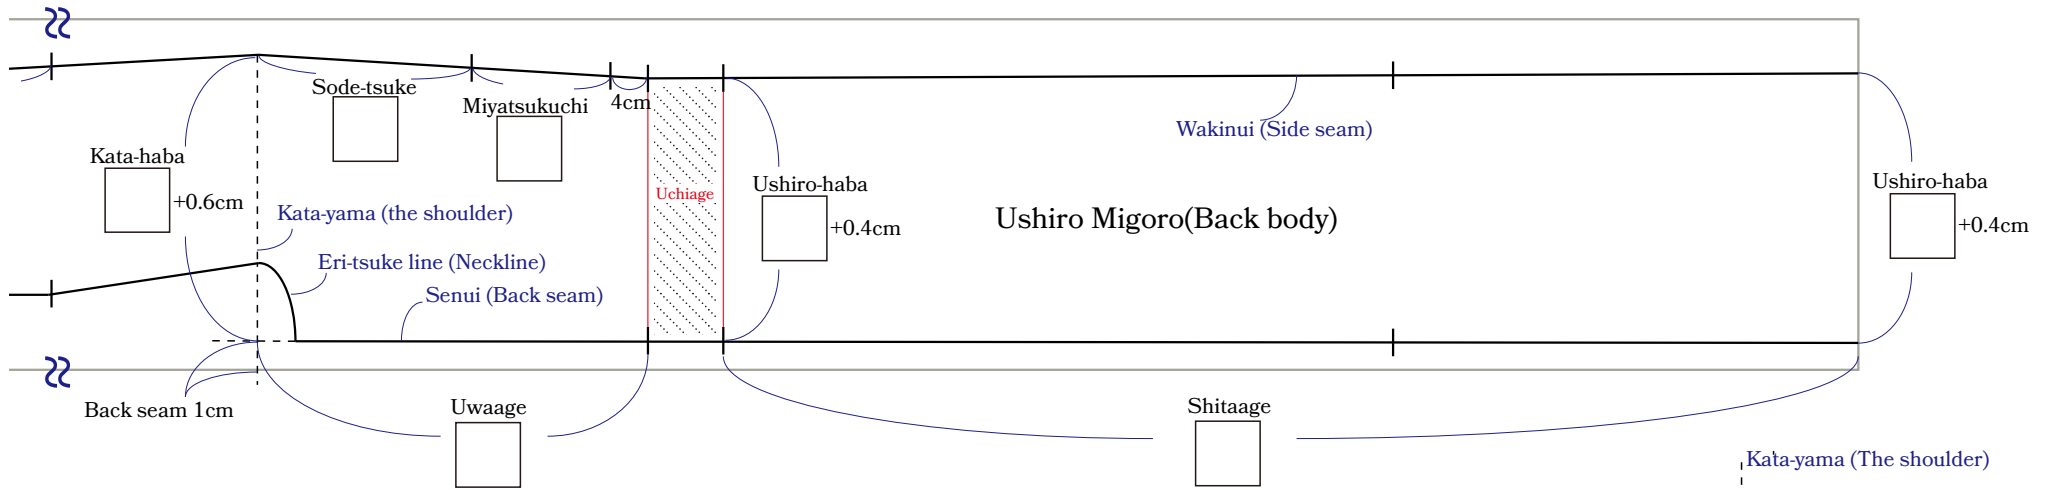 Sode-tsuke
Miyatsukuchi
4cm
Wakinui (Side seam)
Kata-haba
+0.6cm
Uchiage
Ushiro-haba
+0.4cm
Ushiro Migoro(Back body)
Ushiro-haba
+0.4cm
Kata-yama (the shoulder)
Eri-tsuke line (Neckline)
Senui (Back seam)
Back seam 1cm
Uwaage
Shitaage
Kata-yama (The shoulder)